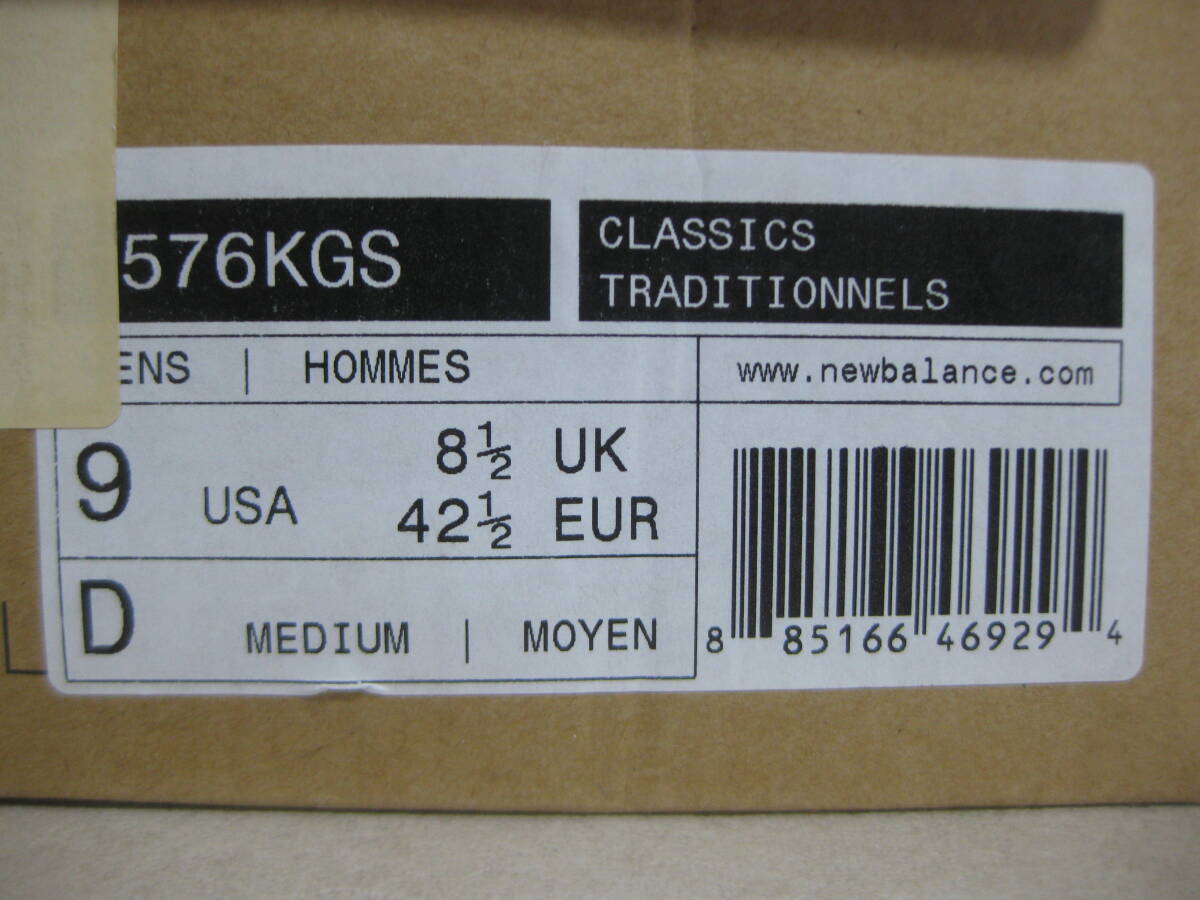 576KGS
CLASSICS
TRADITIONNELS
ENS | HOMMES
www.newbalance.com
9 USA
8½ UK
42½ EUR
D MEDIUM | MOYEN
8 85166 46929 4